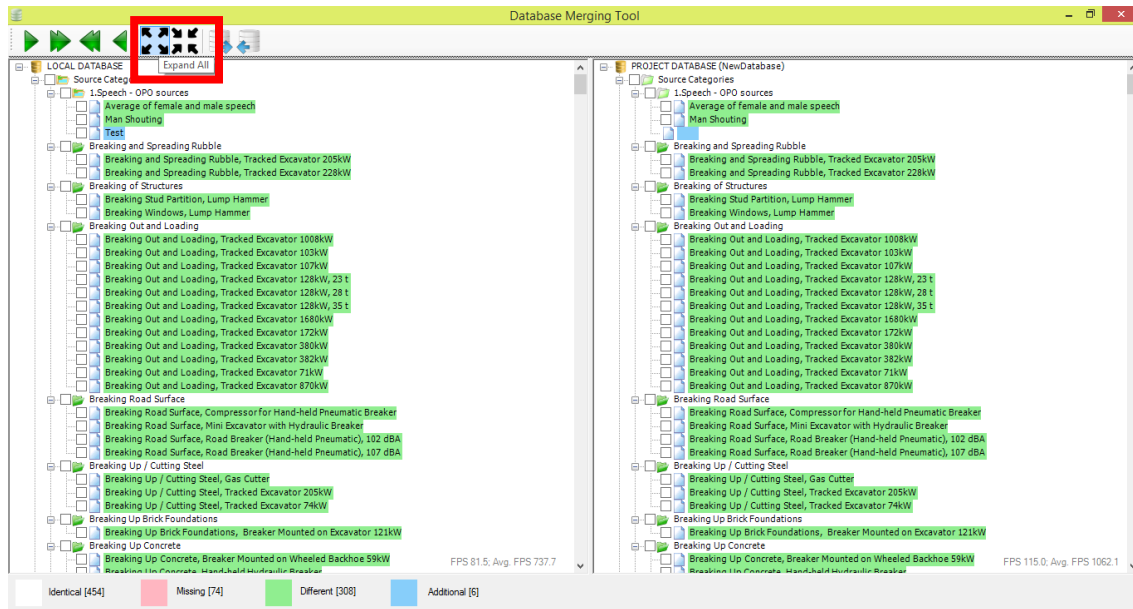 Database Merging Tool
Expand All
LOCAL DATABASE
Source Categ
1.Speech - OPO sources
Average of female and male speech
Man Shouting
Test
Breaking and Spreading Rubble
Breaking and Spreading Rubble, Tracked Excavator 205kW
Breaking and Spreading Rubble, Tracked Excavator 228kW
Breaking of Structures
Breaking Stud Partition, Lump Hammer
Breaking Windows, Lump Hammer
Breaking Out and Loading
Breaking Out and Loading, Tracked Excavator 1008kW
Breaking Out and Loading, Tracked Excavator 103kW
Breaking Out and Loading, Tracked Excavator 107kW
Breaking Out and Loading, Tracked Excavator 128kW, 23 t
Breaking Out and Loading, Tracked Excavator 128kW, 28 t
Breaking Out and Loading, Tracked Excavator 128kW, 35 t
Breaking Out and Loading, Tracked Excavator 1680kW
Breaking Out and Loading, Tracked Excavator 172kW
Breaking Out and Loading, Tracked Excavator 380kW
Breaking Out and Loading, Tracked Excavator 382kW
Breaking Out and Loading, Tracked Excavator 71kW
Breaking Out and Loading, Tracked Excavator 870kW
Breaking Road Surface
Breaking Road Surface, Compressor for Hand-held Pneumatic Breaker
Breaking Road Surface, Mini Excavator with Hydraulic Breaker
Breaking Road Surface, Road Breaker (Hand-held Pneumatic), 102 dBA
Breaking Road Surface, Road Breaker (Hand-held Pneumatic), 107 dBA
Breaking Up / Cutting Steel
Breaking Up / Cutting Steel, Gas Cutter
Breaking Up / Cutting Steel, Tracked Excavator 205kW
Breaking Up / Cutting Steel, Tracked Excavator 74kW
Breaking Up Brick Foundations
Breaking Up Brick Foundations, Breaker Mounted on Excavator 121kW
Breaking Up Concrete
Breaking Up Concrete, Breaker Mounted on Wheeled Backhoe 59kW
Breaking Up Concrete, Hand-held Hydraulic Breaker
FPS 81.5; Avg. FPS 737.7
PROJECT DATABASE (NewDatabase)
Source Categories
1.Speech - OPO sources
Average of female and male speech
Man Shouting
Breaking and Spreading Rubble
Breaking and Spreading Rubble, Tracked Excavator 205kW
Breaking and Spreading Rubble, Tracked Excavator 228kW
Breaking of Structures
Breaking Stud Partition, Lump Hammer
Breaking Windows, Lump Hammer
Breaking Out and Loading
Breaking Out and Loading, Tracked Excavator 1008kW
Breaking Out and Loading, Tracked Excavator 103kW
Breaking Out and Loading, Tracked Excavator 107kW
Breaking Out and Loading, Tracked Excavator 128kW, 23 t
Breaking Out and Loading, Tracked Excavator 128kW, 28 t
Breaking Out and Loading, Tracked Excavator 128kW, 35 t
Breaking Out and Loading, Tracked Excavator 1680kW
Breaking Out and Loading, Tracked Excavator 172kW
Breaking Out and Loading, Tracked Excavator 380kW
Breaking Out and Loading, Tracked Excavator 382kW
Breaking Out and Loading, Tracked Excavator 71kW
Breaking Out and Loading, Tracked Excavator 870kW
Breaking Road Surface
Breaking Road Surface, Compressor for Hand-held Pneumatic Breaker
Breaking Road Surface, Mini Excavator with Hydraulic Breaker
Breaking Road Surface, Road Breaker (Hand-held Pneumatic), 102 dBA
Breaking Road Surface, Road Breaker (Hand-held Pneumatic), 107 dBA
Breaking Up / Cutting Steel
Breaking Up / Cutting Steel, Gas Cutter
Breaking Up / Cutting Steel, Tracked Excavator 205kW
Breaking Up / Cutting Steel, Tracked Excavator 74kW
Breaking Up Brick Foundations
Breaking Up Brick Foundations, Breaker Mounted on Excavator 121kW
Breaking Up Concrete
Breaking Up Concrete, Breaker Mounted on Wheeled Backhoe 59kW
Breaking Up Concrete, Hand-held Hydraulic Breaker
FPS 115.0; Avg. FPS 1062.1
Identical [454]
Missing [74]
Different [308]
Additional [6]